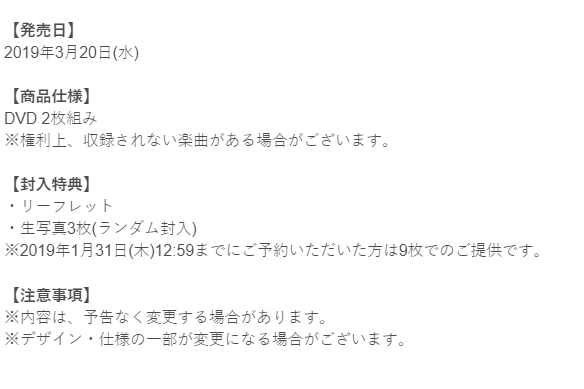 【発売日】
2019年3月20日(水)
【商品仕様】
DVD 2枚組み
※権利上、収録されない楽曲がある場合がございます。
【封入特典】
・リーフレット
・生写真3枚(ランダム封入)
※2019年1月31日(木)12:59までにご予約いただいた方は9枚でのご提供です。
【注意事項】
※内容は、予告なく変更する場合があります。
※デザイン・仕様の一部が変更になる場合がございます。